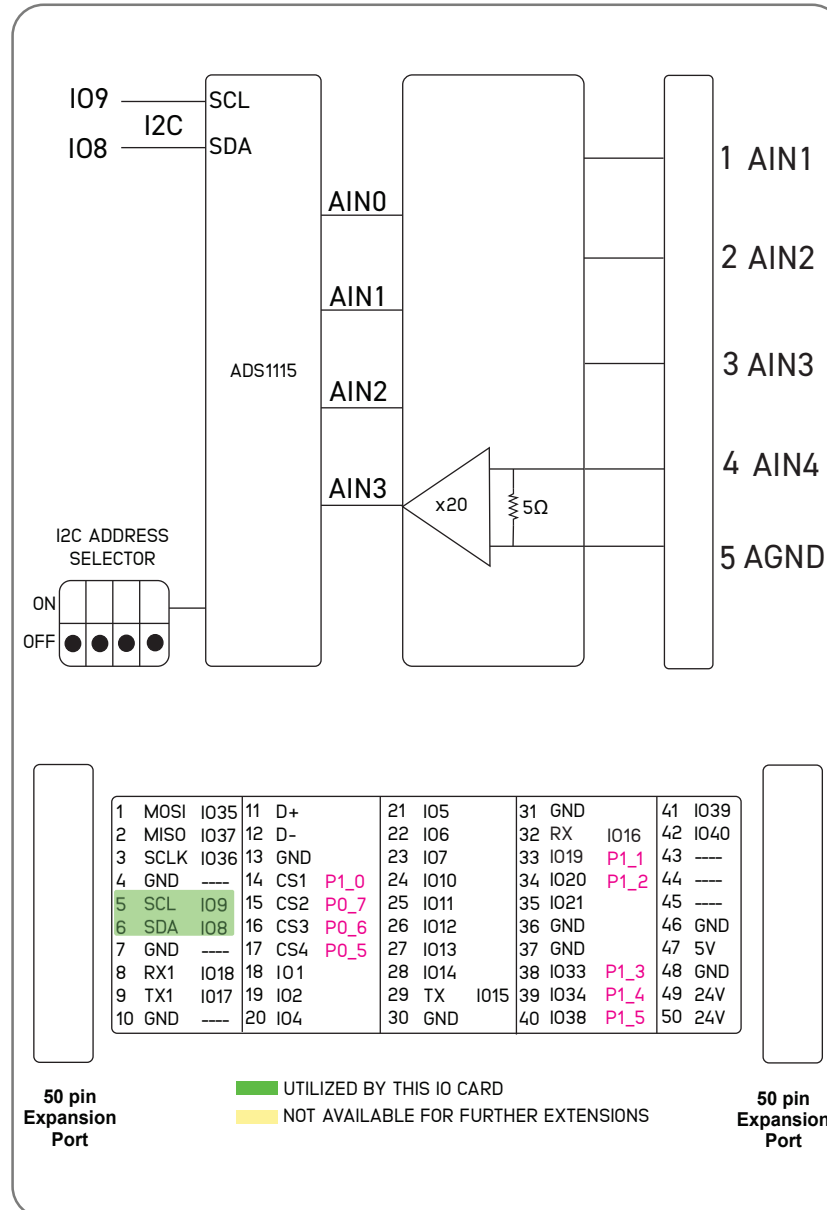 IO9
SCL
I2C
IO8
SDA
AIN0
AIN1
AIN2
AIN3
ADS1115
x20
5Ω
1 AIN1
2 AIN2
3 AIN3
4 AIN4
5 AGND
I2C ADDRESS
SELECTOR
ON
OFF
1 MOSI IO35 11 D+ 21 IO5 31 GND 41 IO39
2 MISO IO37 12 D- 22 IO6 32 RX IO16 42 IO40
3 SCLK IO36 13 GND 23 IO7 33 IO19 P1_1 43 ----
4 GND ---- 14 CS1 P1_0 24 IO10 34 IO20 P1_2 44 ----
5 SCL IO9 15 CS2 P0_7 25 IO11 35 IO21 45 ----
6 SDA IO8 16 CS3 P0_6 26 IO12 36 GND 46 GND
7 GND ---- 17 CS4 P0_5 27 IO13 37 GND 47 5V
8 RX1 IO18 18 IO1 28 IO14 38 IO33 P1_3 48 GND
9 TX1 IO17 19 IO2 29 TX IO15 39 IO34 P1_4 49 24V
10 GND ---- 20 IO4 30 GND 40 IO38 P1_5 50 24V
50 pin
Expansion
Port
UTILIZED BY THIS IO CARD
NOT AVAILABLE FOR FURTHER EXTENSIONS
50 pin
Expansion
Port